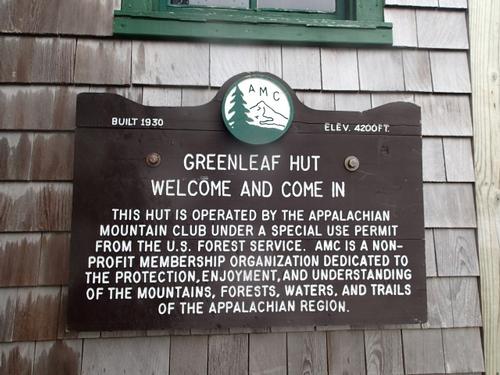 AMC
BUILT 1930
ELEV. 4200FT.
GREENLEAF HUT
WELCOME AND COME IN
THIS HUT IS OPERATED BY THE APPALACHIAN
MOUNTAIN CLUB UNDER A SPECIAL USE PERMIT
FROM THE U.S. FOREST SERVICE. AMC IS A NON-
PROFIT MEMBERSHIP ORGANIZATION DEDICATED TO
THE PROTECTION, ENJOYMENT, AND UNDERSTANDING
OF THE MOUNTAINS, FORESTS, WATERS, AND TRAILS
OF THE APPALACHIAN REGION.